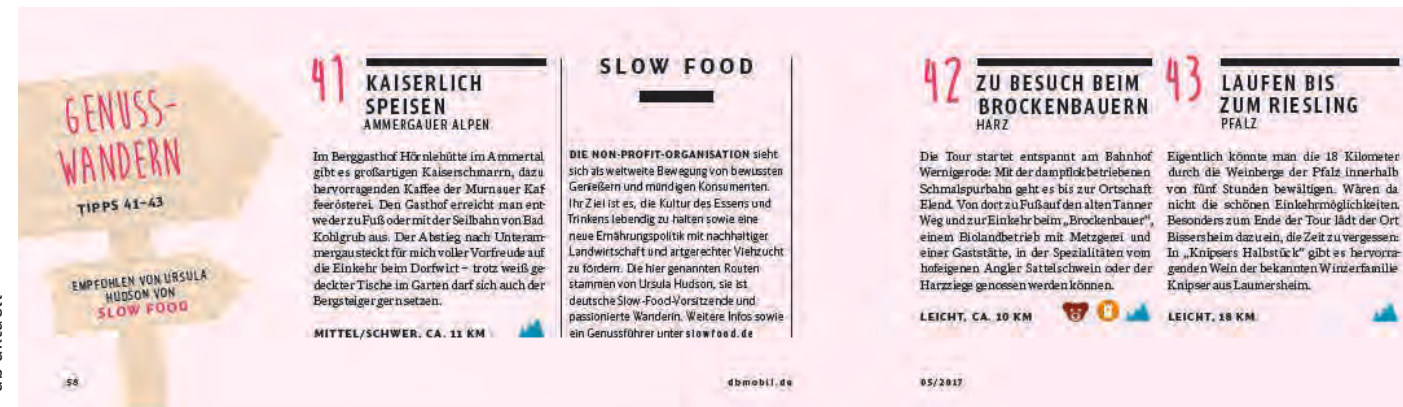 GENUSS-
WANDERN
TIPPS 41–43
EMPFOHLEN VON URSULA
HUDSON VON
SLOW FOOD
41
KAISERLICH
SPEISEN
AMMERGAUER ALPEN
Im Berggasthof Hörnlehütte im Ammertal
gibt es großartigen Kaiserschmarrn, dazu
hervorragenden Kaffee der Murnauer Kaf
feerösterei. Den Gasthof erreicht man ent-
weder zu Fuß oder mit der Seilbahn von Bad
Kohlgrub aus. Der Abstieg nach Unteram-
mergau steckt für mich voller Vorfreude auf
die Einkehr beim Dorfwirt – trotz weiß ge-
deckter Tische im Garten darf sich auch der
Bergsteiger gern setzen.
MITTEL/SCHWER, CA. 11 KM
SLOW FOOD
DIE NON-PROFIT-ORGANISATION sieht
sich als weltweite Bewegung von bewussten
Genießern und mündigen Konsumenten.
Ihr Ziel ist es, die Kultur des Essens und
Trinkens lebendig zu halten sowie eine
neue Ernährungspolitik mit nachhaltiger
Landwirtschaft und artgerechter Viehzucht
zu fördern. Die hier genannten Routen
stammen von Ursula Hudson, sie ist
deutsche Slow-Food-Vorsitzende und
passionierte Wanderin. Weitere Infos sowie
ein Genussführer unter slowfood.de
42
ZU BESUCH BEIM
BROCKENBAUERN
HARZ
Die Tour startet entspannt am Bahnhof
Wernigerode: Mit der dampflokbetriebenen
Schmalspurbahn geht es bis zur Ortschaft
Elend. Von dort zu Fuß auf den alten Tanner
Weg und zur Einkehr beim „Brockenbauer",
einem Biolandbetrieb mit Metzgerei und
einer Gaststätte, in der Spezialitäten vom
hofeigenen Angler Sattelschwein oder der
Harzziege genossen werden können.
LEICHT, CA. 10 KM
43
LAUFEN BIS
ZUM RIESLING
PFALZ
Eigentlich könnte man die 18 Kilometer
durch die Weinberge der Pfalz innerhalb
von fünf Stunden bewältigen. Wären da
nicht die schönen Einkehrmöglichkeiten.
Besonders zum Ende der Tour lädt der Ort
Bissersheim dazu ein, die Zeit zu vergessen:
In „Knipsers Halbstück" gibt es hervorra-
genden Wein der bekannten Winzerfamilie
Knipser aus Laumersheim.
LEICHT, 18 KM
58
dbmobil.de
05/2017